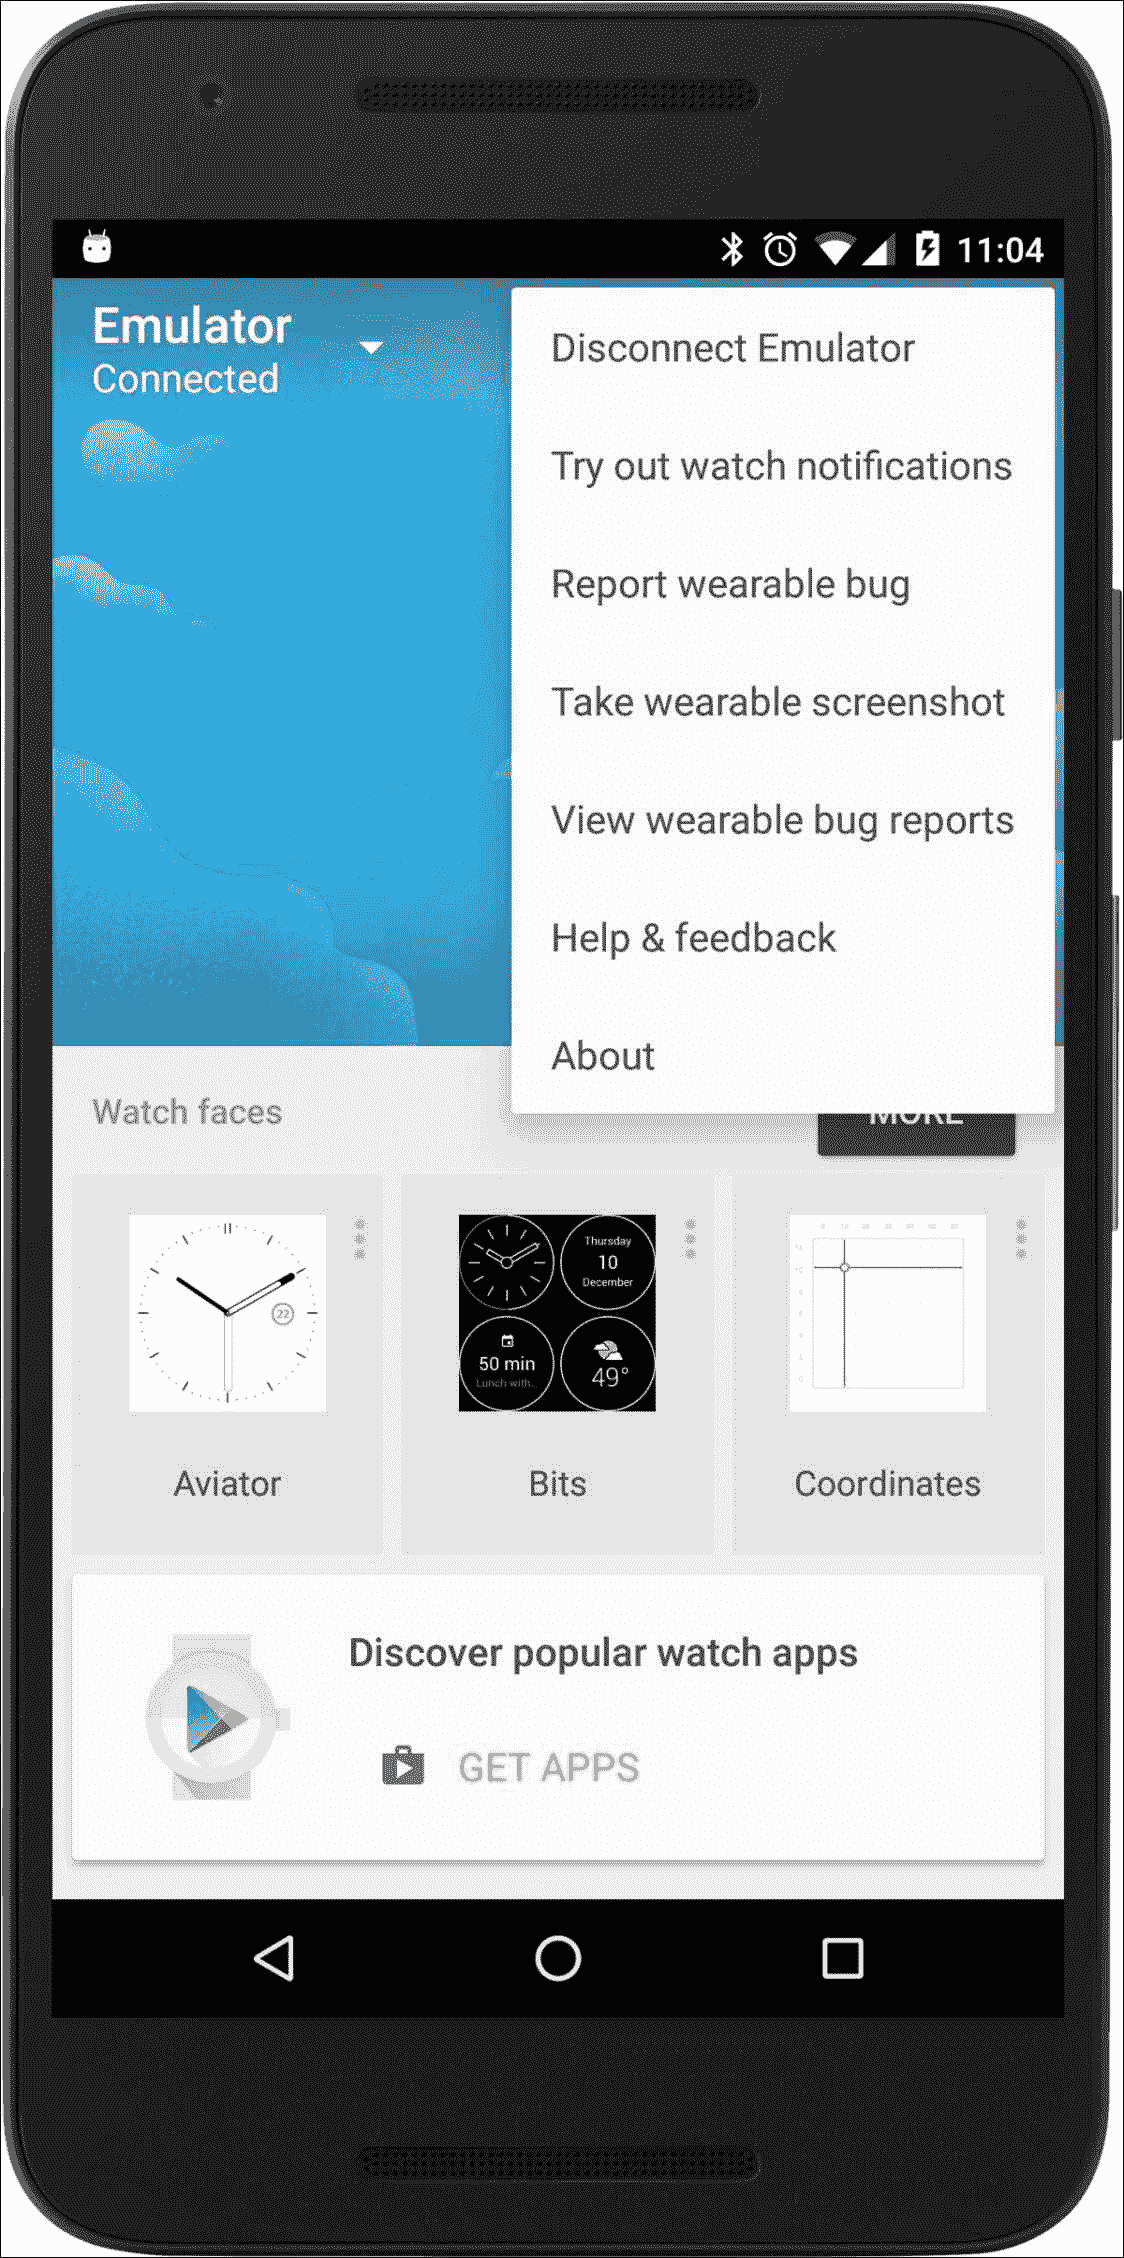 11:04
Emulator
Connected
Disconnect Emulator
Try out watch notifications
Report wearable bug
Take wearable screenshot
View wearable bug reports
Help & feedback
About
Watch faces
MORE
22
Thursday
10
December
50 min
Lunch with...
49°
Aviator
Bits
Coordinates
Discover popular watch apps
GET APPS